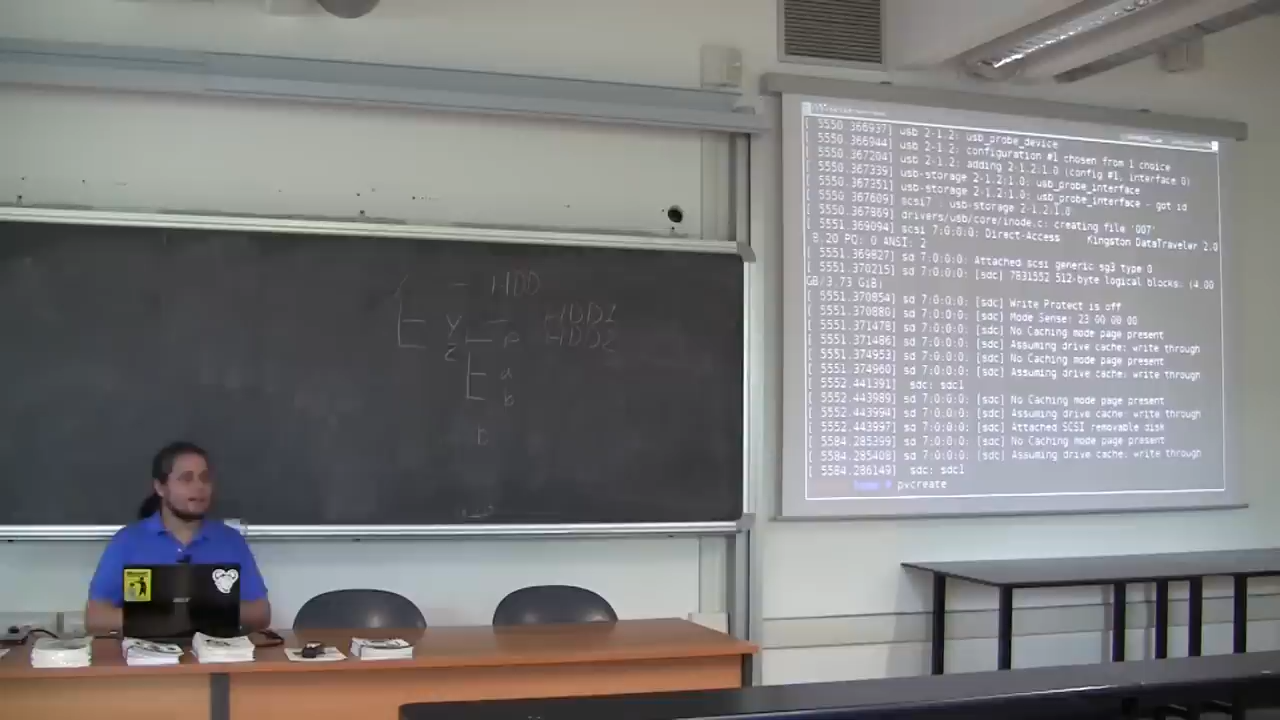 HDD
Y HDD1
C P HDD2
a
b
[ 5550.366937] usb 2-1.2: usb_probe_device
[ 5550.366944] usb 2-1.2: configuration #1 chosen from 1 choice
[ 5550.367204] usb 2-1.2: adding 2-1.2:1.0 (config #1, interface 0)
[ 5550.367339] usb-storage 2-1.2:1.0: usb_probe_interface
[ 5550.367351] usb-storage 2-1.2:1.0: usb_probe_interface - got id
[ 5550.367609] scsi7 : usb-storage 2-1.2:1.0
[ 5550.367869] drivers/usb/core/inode.c: creating file '007'
[ 5551.369094] scsi 7:0:0:0: Direct-Access Kingston DataTraveler 2.0
8.20 PQ: 0 ANSI: 2
[ 5551.369827] sd 7:0:0:0: Attached scsi generic sg3 type 0
[ 5551.370215] sd 7:0:0:0: [sdc] 7831552 512-byte logical blocks: (4.00
GB/3.73 GiB)
[ 5551.370854] sd 7:0:0:0: [sdc] Write Protect is off
[ 5551.370880] sd 7:0:0:0: [sdc] Mode Sense: 23 00 00 00
[ 5551.371478] sd 7:0:0:0: [sdc] No Caching mode page present
[ 5551.371486] sd 7:0:0:0: [sdc] Assuming drive cache: write through
[ 5551.374953] sd 7:0:0:0: [sdc] No Caching mode page present
[ 5551.374960] sd 7:0:0:0: [sdc] Assuming drive cache: write through
[ 5552.441391] sdc: sdc1
[ 5552.443989] sd 7:0:0:0: [sdc] No Caching mode page present
[ 5552.443994] sd 7:0:0:0: [sdc] Assuming drive cache: write through
[ 5552.443997] sd 7:0:0:0: [sdc] Attached SCSI removable disk
[ 5584.285399] sd 7:0:0:0: [sdc] No Caching mode page present
[ 5584.285408] sd 7:0:0:0: [sdc] Assuming drive cache: write through
[ 5584.286149] sdc: sdc1
# pvcreate
acer